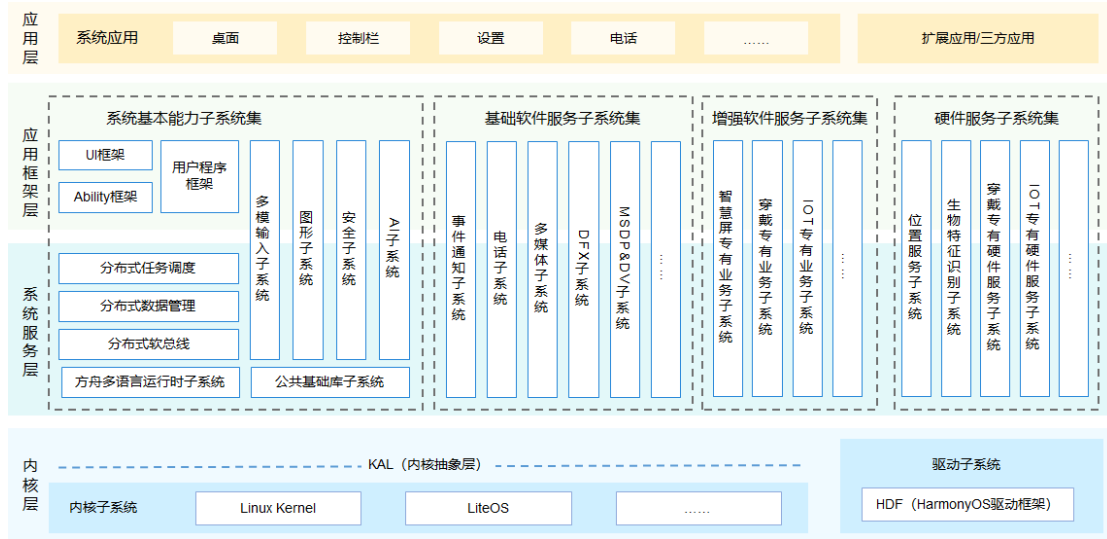 应用层
系统应用
桌面
控制栏
设置
电话
……
扩展应用/三方应用
应用框架层
系统基本能力子系统集
UI框架
Ability框架
用户程序
框架
多模输入子系统
图形子系统
安全子系统
AI子系统
基础软件服务子系统集
事件通知子系统
电话子系统
多媒体子系统
DFX子系统
MSDP&DV子系统
……
增强软件服务子系统集
智慧屏专有业务子系统
穿戴专有业务子系统
IOT专有业务子系统
……
硬件服务子系统集
位置服务子系统
生物特征识别子系统
穿戴专有硬件服务子系统
IOT专有硬件服务子系统
……
系统服务层
分布式任务调度
分布式数据管理
分布式软总线
方舟多语言运行时子系统
公共基础库子系统
内核层
KAL（内核抽象层）
内核子系统
Linux Kernel
LiteOS
……
驱动子系统
HDF（HarmonyOS驱动框架）